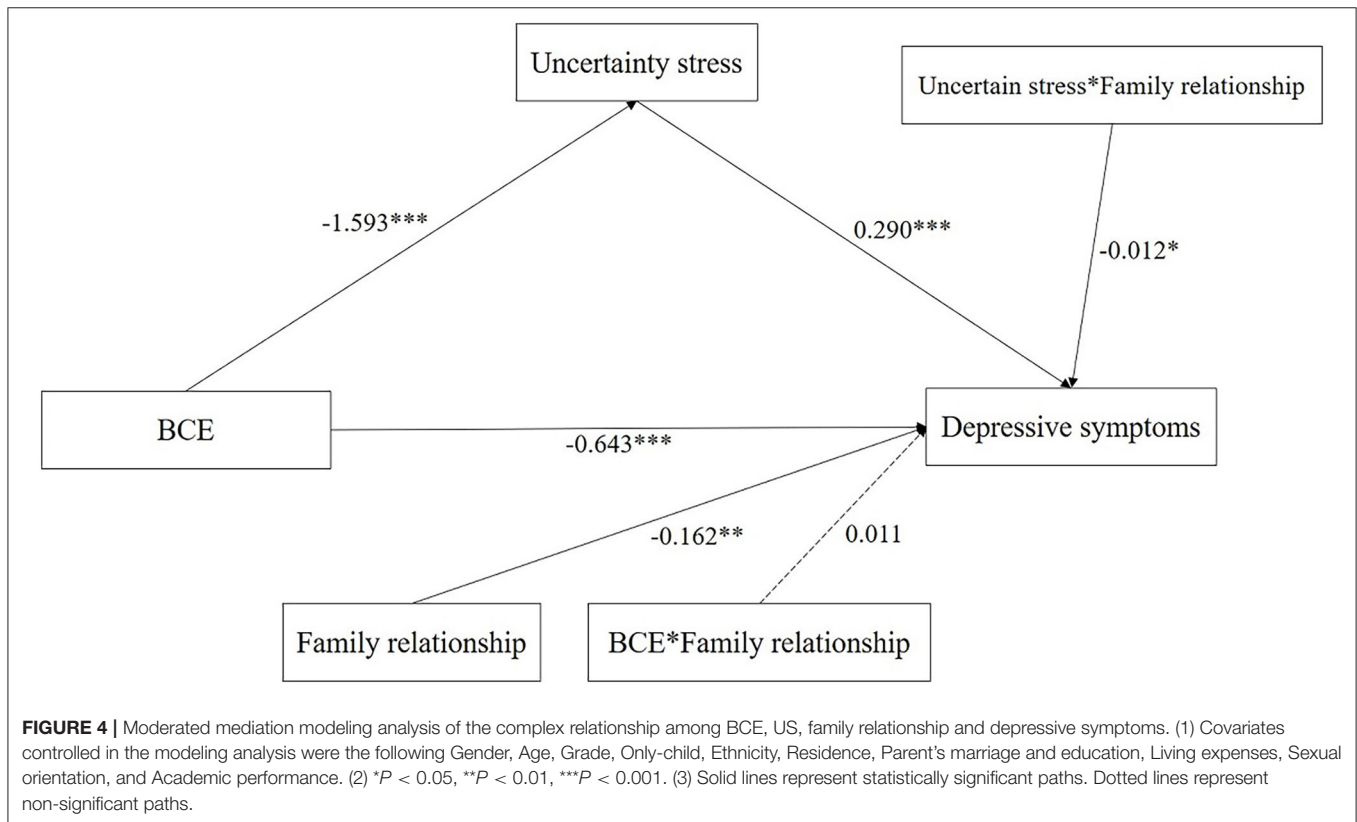 Uncertainty stress
Uncertain stress*Family relationship
-1.593***
0.290***
-0.012*
BCE
Depressive symptoms
-0.643***
-0.162**
0.011
Family relationship
BCE*Family relationship
FIGURE 4 | Moderated mediation modeling analysis of the complex relationship among BCE, US, family relationship and depressive symptoms. (1) Covariates
controlled in the modeling analysis were the following Gender, Age, Grade, Only-child, Ethnicity, Residence, Parent's marriage and education, Living expenses, Sexual
orientation, and Academic performance. (2) *P < 0.05, **P < 0.01, ***P < 0.001. (3) Solid lines represent statistically significant paths. Dotted lines represent
non-significant paths.